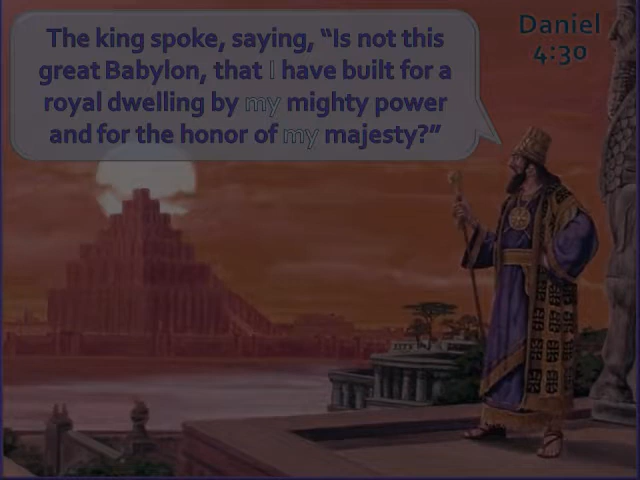 The king spoke, saying, “Is not this
great Babylon, that I have built for a
royal dwelling by my mighty power
and for the honor of my majesty?”
Daniel
4:30